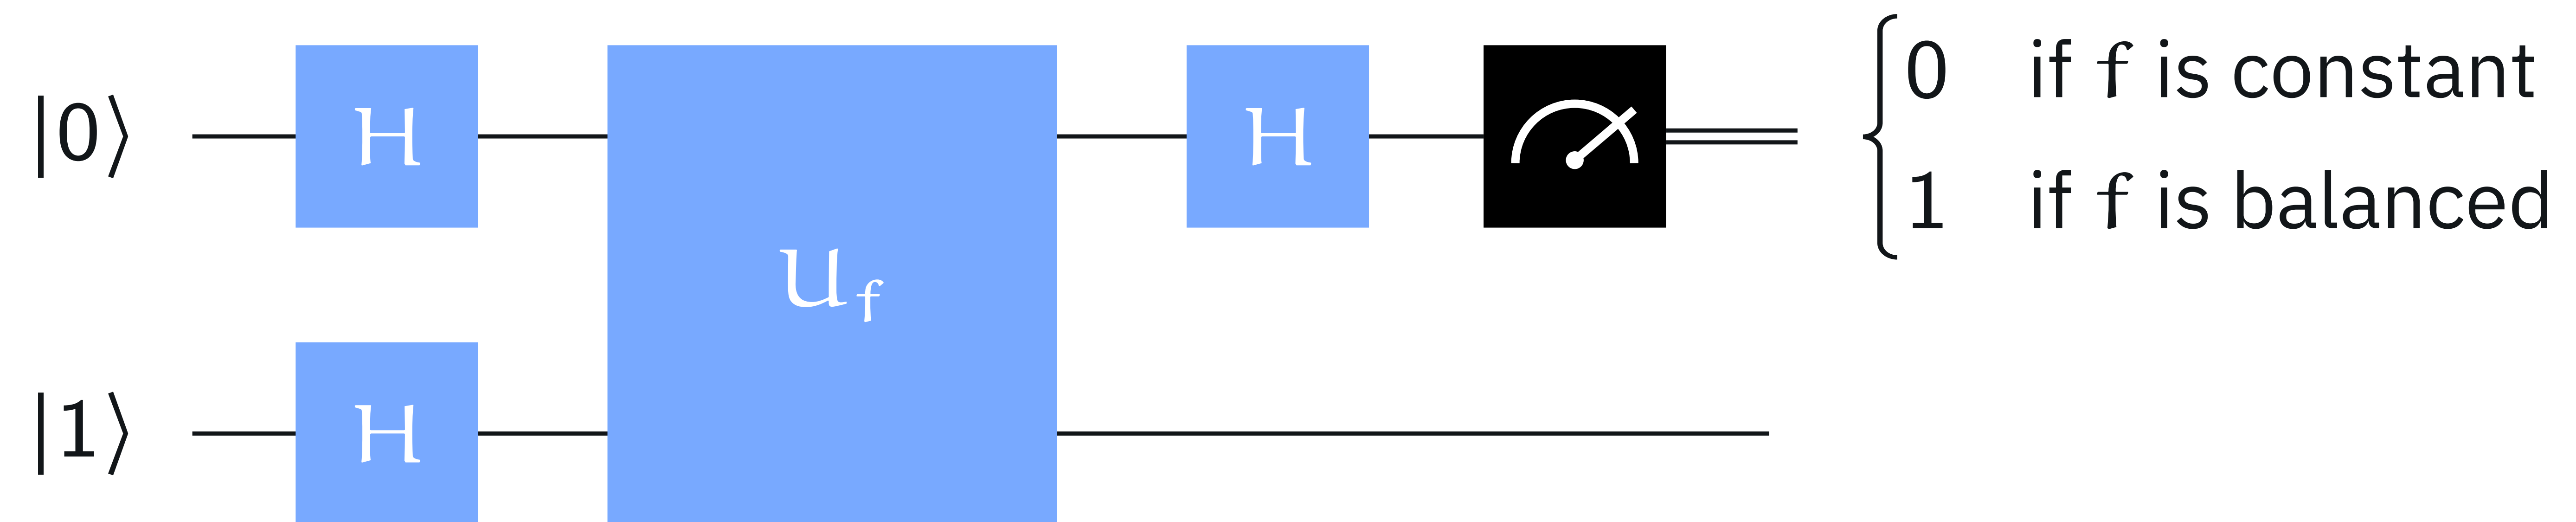 |0⟩ H H 0 if f is constant
U_f 1 if f is balanced
|1⟩ H